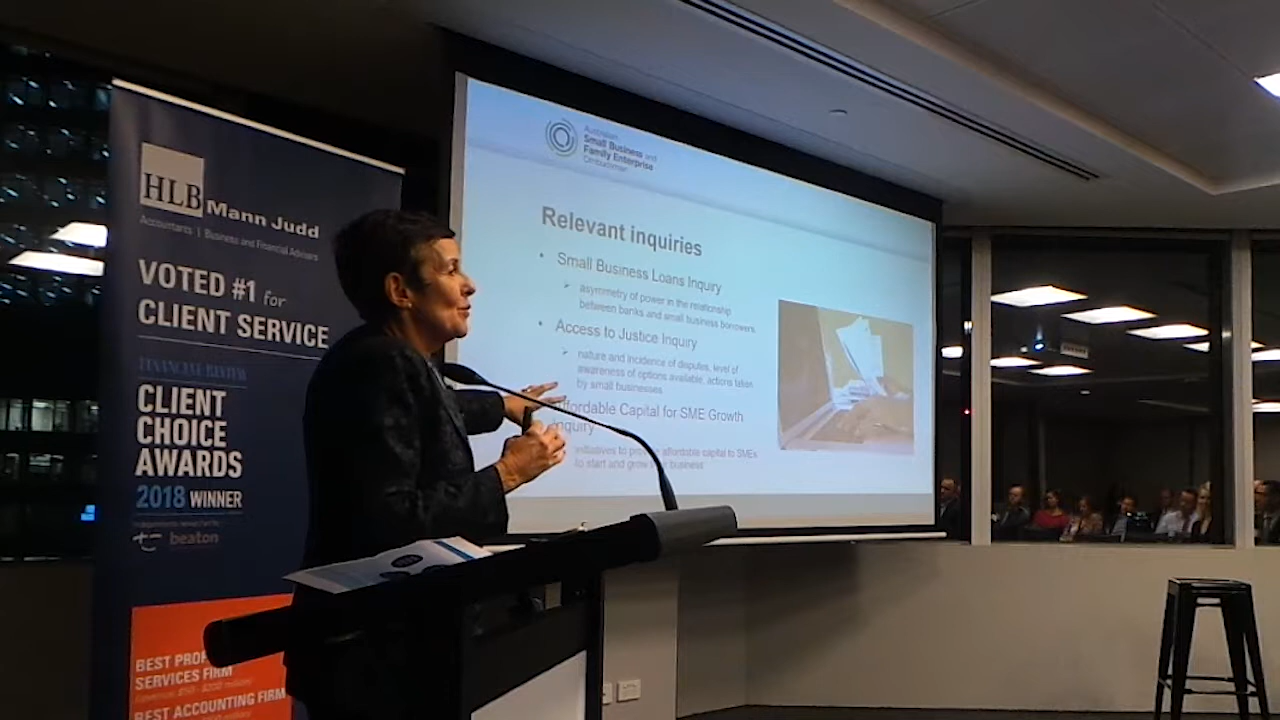 HLB
Mann Judd
Accountants | Business and Financial Advisers
VOTED #1 for
CLIENT SERVICE
FINANCIAL REVIEW
CLIENT
CHOICE
AWARDS
2018 WINNER
beaton
BEST
SERVICES FIRM
BEST ACCOUNTING FIRM
Australian
Small Business and
Family Enterprise
Ombudsman
Relevant inquiries
• Small Business Loans Inquiry
➢ asymmetry of power in the relationship
between banks and small business borrowers.
• Access to Justice Inquiry
➢ nature and incidence of disputes, level of
awareness of options available, actions taken
by small businesses
ffordable Capital for SME Growth
nquiry
initiatives to provide affordable capital to SMEs
to start and grow their business